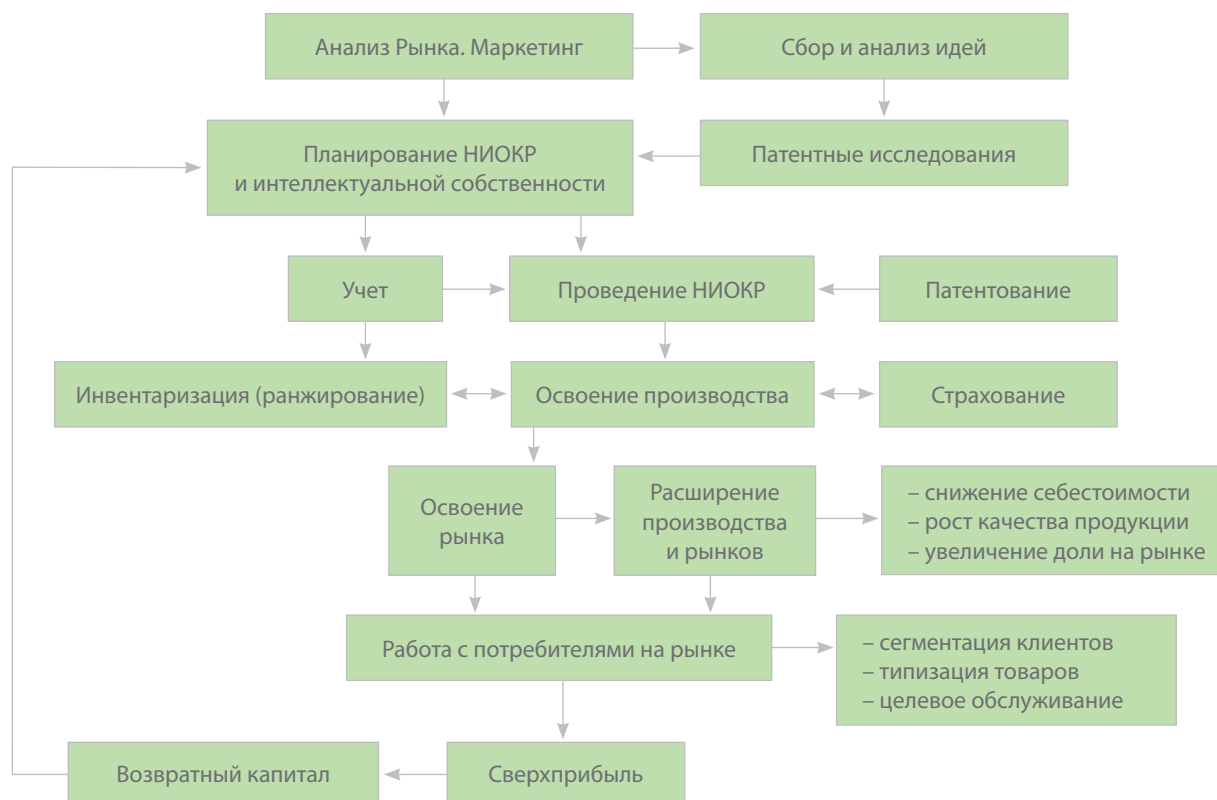 Анализ Рынка. Маркетинг
Сбор и анализ идей
Планирование НИОКР
и интеллектуальной собственности
Патентные исследования
Учет
Проведение НИОКР
Патентование
Инвентаризация (ранжирование)
Освоение производства
Страхование
Освоение
рынка
Расширение
производства
и рынков
– снижение себестоимости
– рост качества продукции
– увеличение доли на рынке
Работа с потребителями на рынке
– сегментация клиентов
– типизация товаров
– целевое обслуживание
Возвратный капитал
Сверхприбыль